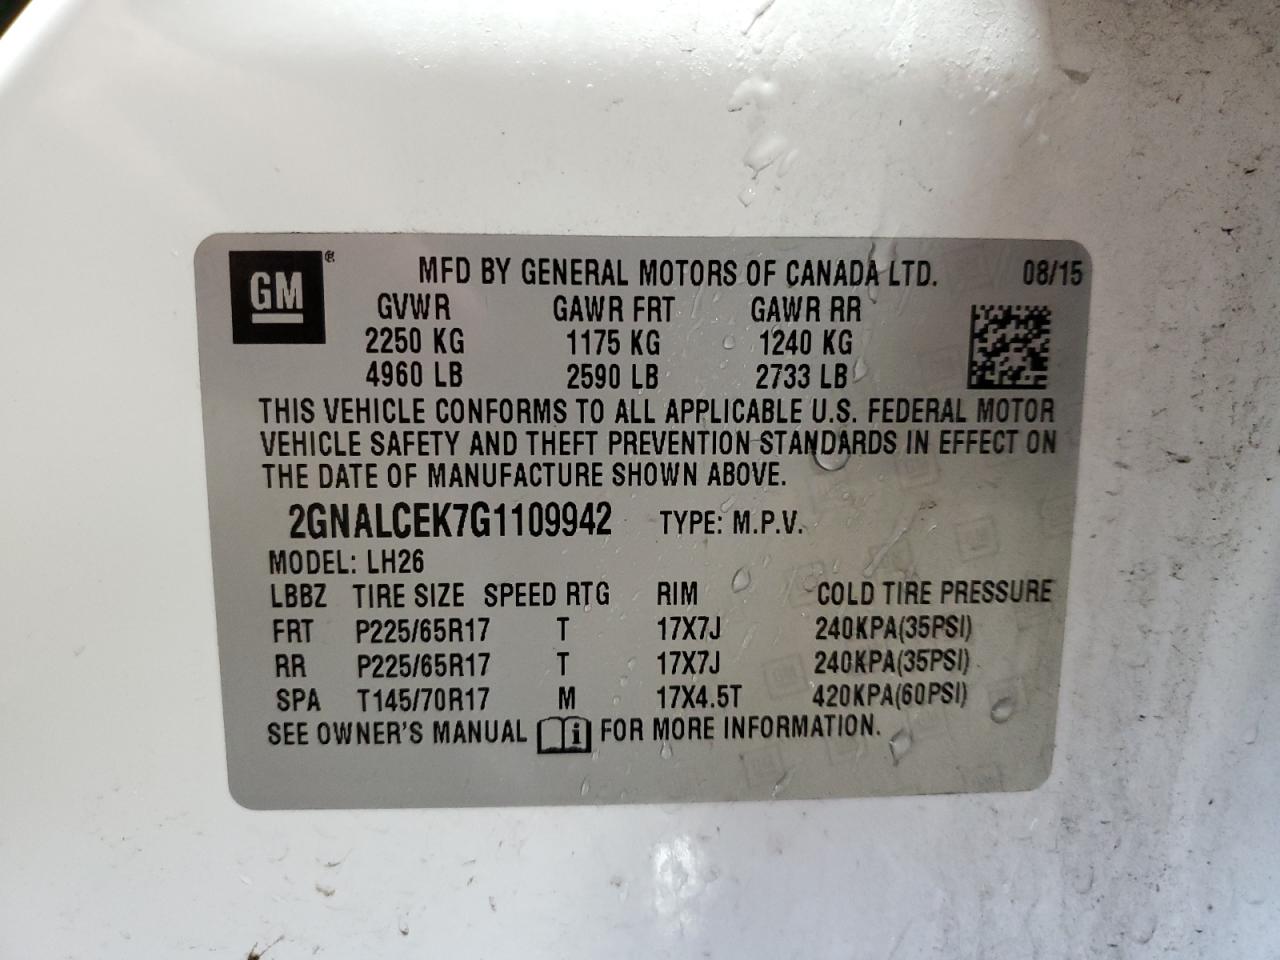 GM ® MFD BY GENERAL MOTORS OF CANADA LTD. 08/15
GVWR GAWR FRT GAWR RR
2250 KG 1175 KG 1240 KG
4960 LB 2590 LB 2733 LB
THIS VEHICLE CONFORMS TO ALL APPLICABLE U.S. FEDERAL MOTOR
VEHICLE SAFETY AND THEFT PREVENTION STANDARDS IN EFFECT ON
THE DATE OF MANUFACTURE SHOWN ABOVE.
2GNALCEK7G1109942 TYPE: M.P.V.
MODEL: LH26
LBBZ TIRE SIZE SPEED RTG RIM COLD TIRE PRESSURE
FRT P225/65R17 T 17X7J 240KPA(35PSI)
RR P225/65R17 T 17X7J 240KPA(35PSI)
SPA T145/70R17 M 17X4.5T 420KPA(60PSI)
SEE OWNER'S MANUAL i FOR MORE INFORMATION.